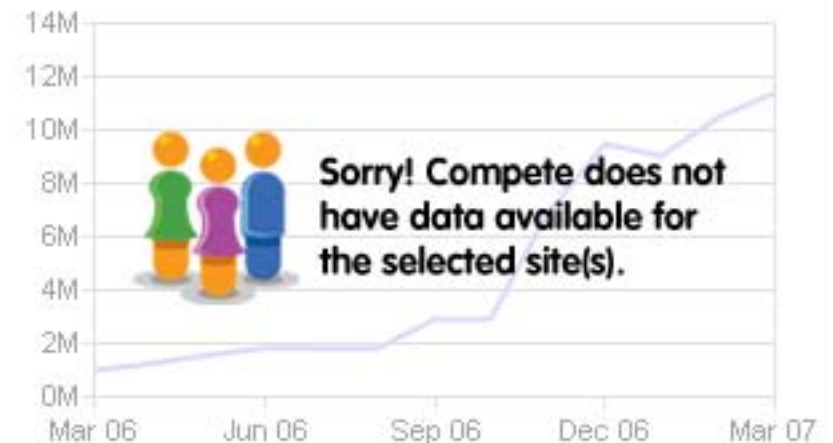 14M
12M
10M
8M
6M
4M
2M
0M
Sorry! Compete does not
have data available for
the selected site(s).
Mar 06 Jun 06 Sep 06 Dec 06 Mar 07